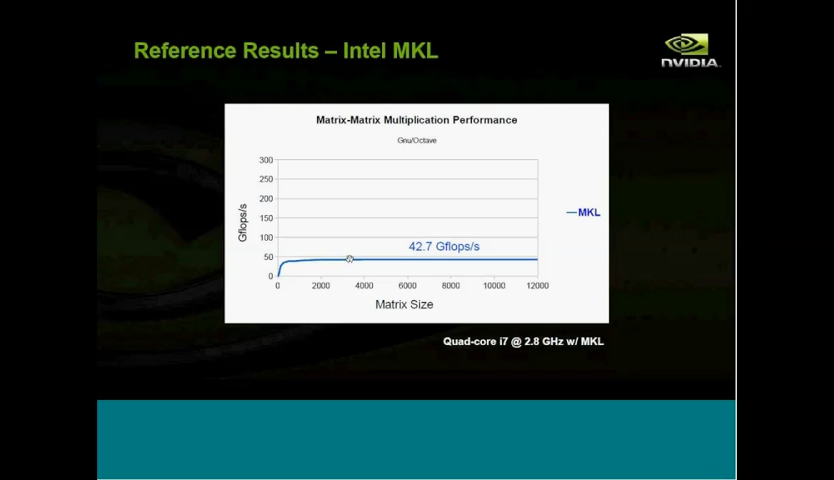 Reference Results – Intel MKL
NVIDIA.
Matrix-Matrix Multiplication Performance
Gnu/Octave
300
250
200
150
100
50
0
Gflops/s
42.7 Gflops/s
MKL
0 2000 4000 6000 8000 10000 12000
Matrix Size
Quad-core i7 @ 2.8 GHz w/ MKL